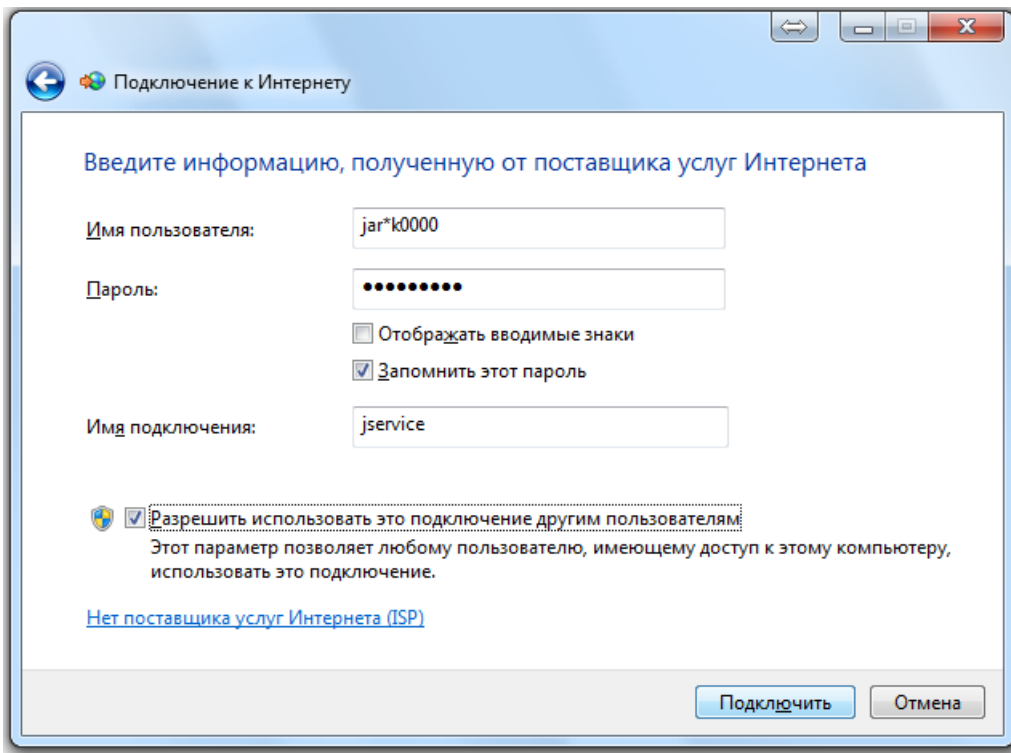 Подключение к Интернету
Введите информацию, полученную от поставщика услуг Интернета
Имя пользователя:
jar*k0000
Пароль:
•••••••••
Отображать вводимые знаки
Запомнить этот пароль
Имя подключения:
jservice
Разрешить использовать это подключение другим пользователям
Этот параметр позволяет любому пользователю, имеющему доступ к этому компьютеру,
использовать это подключение.
Нет поставщика услуг Интернета (ISP)
Подключить
Отмена